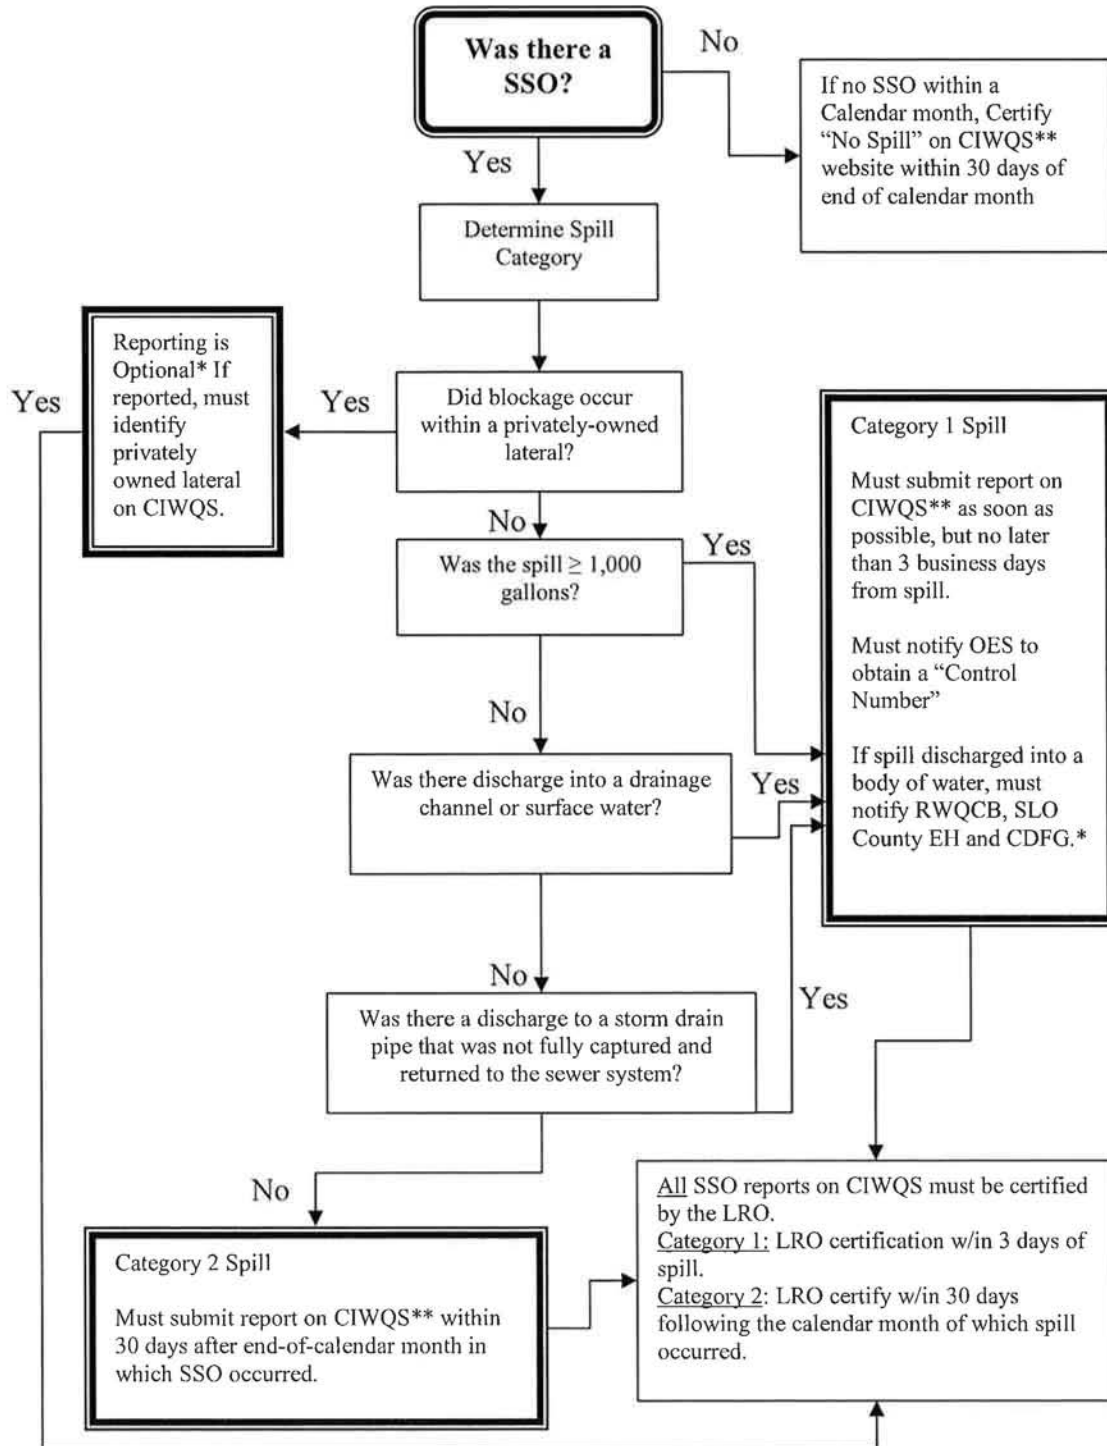 Was there a
SSO?
No
If no SSO within a
Calendar month, Certify
“No Spill” on CIWQS**
website within 30 days of
end of calendar month
Yes
Determine Spill
Category
Reporting is
Optional* If
reported, must
identify
privately
owned lateral
on CIWQS.
Yes
Yes
Did blockage occur
within a privately-owned
lateral?
No
Was the spill ≥ 1,000
gallons?
Yes
Category 1 Spill
Must submit report on
CIWQS** as soon as
possible, but no later
than 3 business days
from spill.
Must notify OES to
obtain a “Control
Number”
If spill discharged into a
body of water, must
notify RWQCB, SLO
County EH and CDFG.*
No
Was there discharge into a drainage
channel or surface water?
Yes
No
Was there a discharge to a storm drain
pipe that was not fully captured and
returned to the sewer system?
Yes
No
Category 2 Spill
Must submit report on CIWQS** within
30 days after end-of-calendar month in
which SSO occurred.
All SSO reports on CIWQS must be certified
by the LRO.
Category 1: LRO certification w/in 3 days of
spill.
Category 2: LRO certify w/in 30 days
following the calendar month of which spill
occurred.